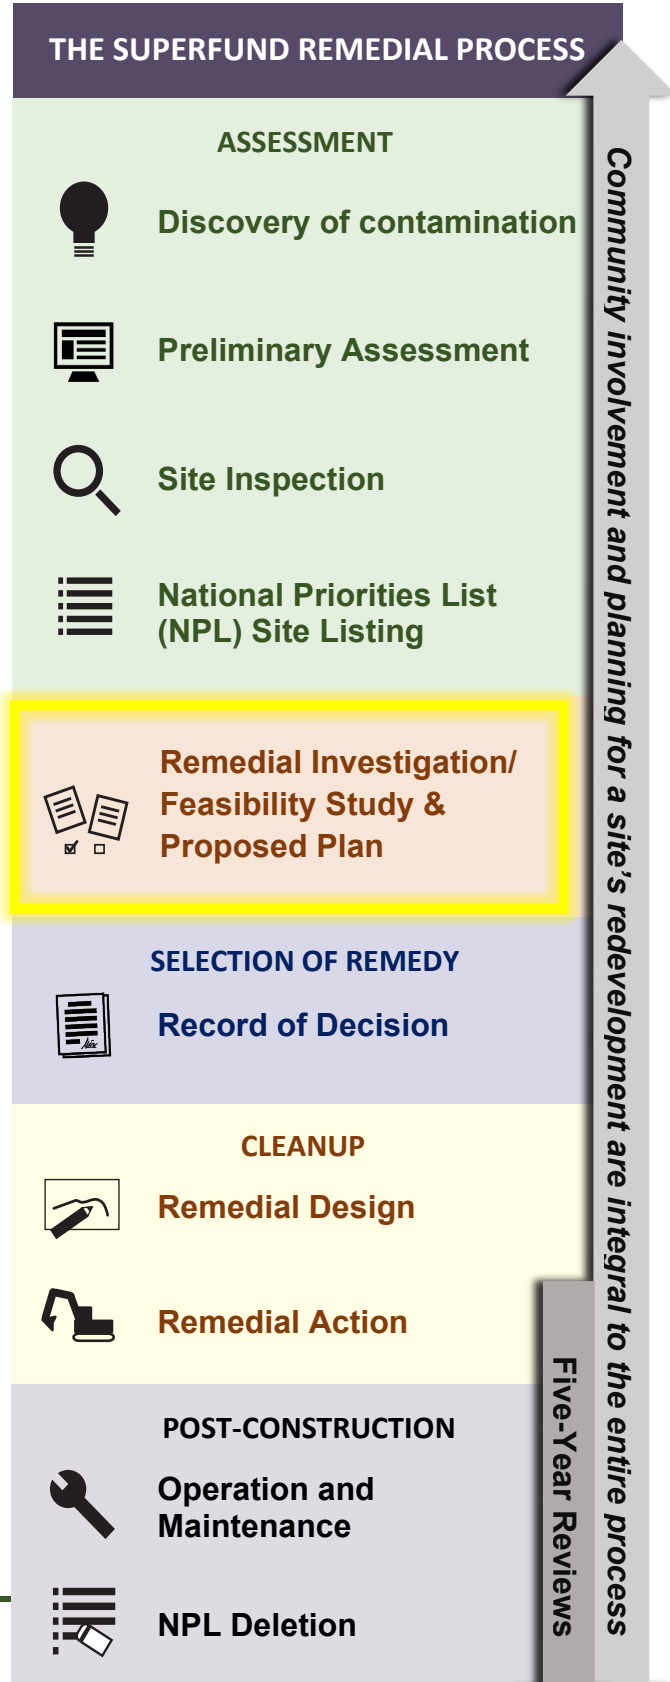 THE SUPERFUND REMEDIAL PROCESS
ASSESSMENT
Discovery of contamination
Preliminary Assessment
Site Inspection
National Priorities List
(NPL) Site Listing
Remedial Investigation/
Feasibility Study &
Proposed Plan
SELECTION OF REMEDY
Record of Decision
CLEANUP
Remedial Design
Remedial Action
POST-CONSTRUCTION
Operation and
Maintenance
NPL Deletion
Five-Year Reviews
Community involvement and planning for a site's redevelopment are integral to the entire process